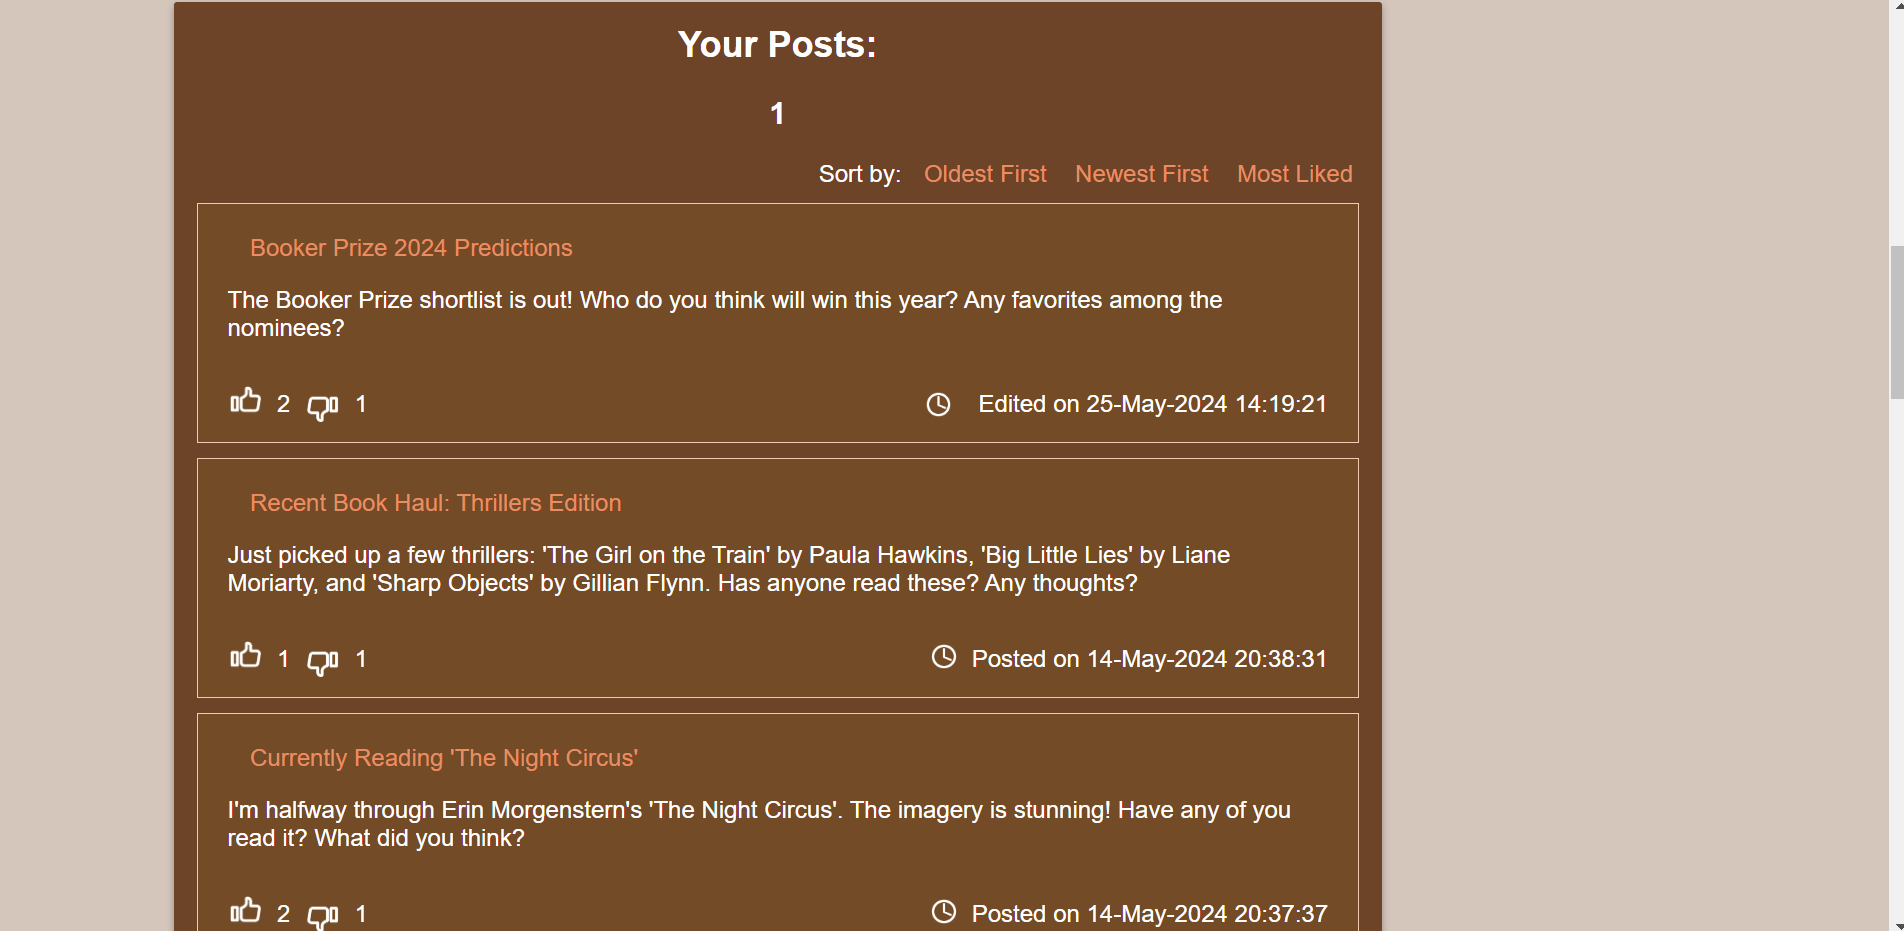 Your Posts:
1
Sort by: Oldest First Newest First Most Liked
Booker Prize 2024 Predictions
The Booker Prize shortlist is out! Who do you think will win this year? Any favorites among the
nominees?
2 1 Edited on 25-May-2024 14:19:21
Recent Book Haul: Thrillers Edition
Just picked up a few thrillers: 'The Girl on the Train' by Paula Hawkins, 'Big Little Lies' by Liane
Moriarty, and 'Sharp Objects' by Gillian Flynn. Has anyone read these? Any thoughts?
1 1 Posted on 14-May-2024 20:38:31
Currently Reading 'The Night Circus'
I'm halfway through Erin Morgenstern's 'The Night Circus'. The imagery is stunning! Have any of you
read it? What did you think?
2 1 Posted on 14-May-2024 20:37:37